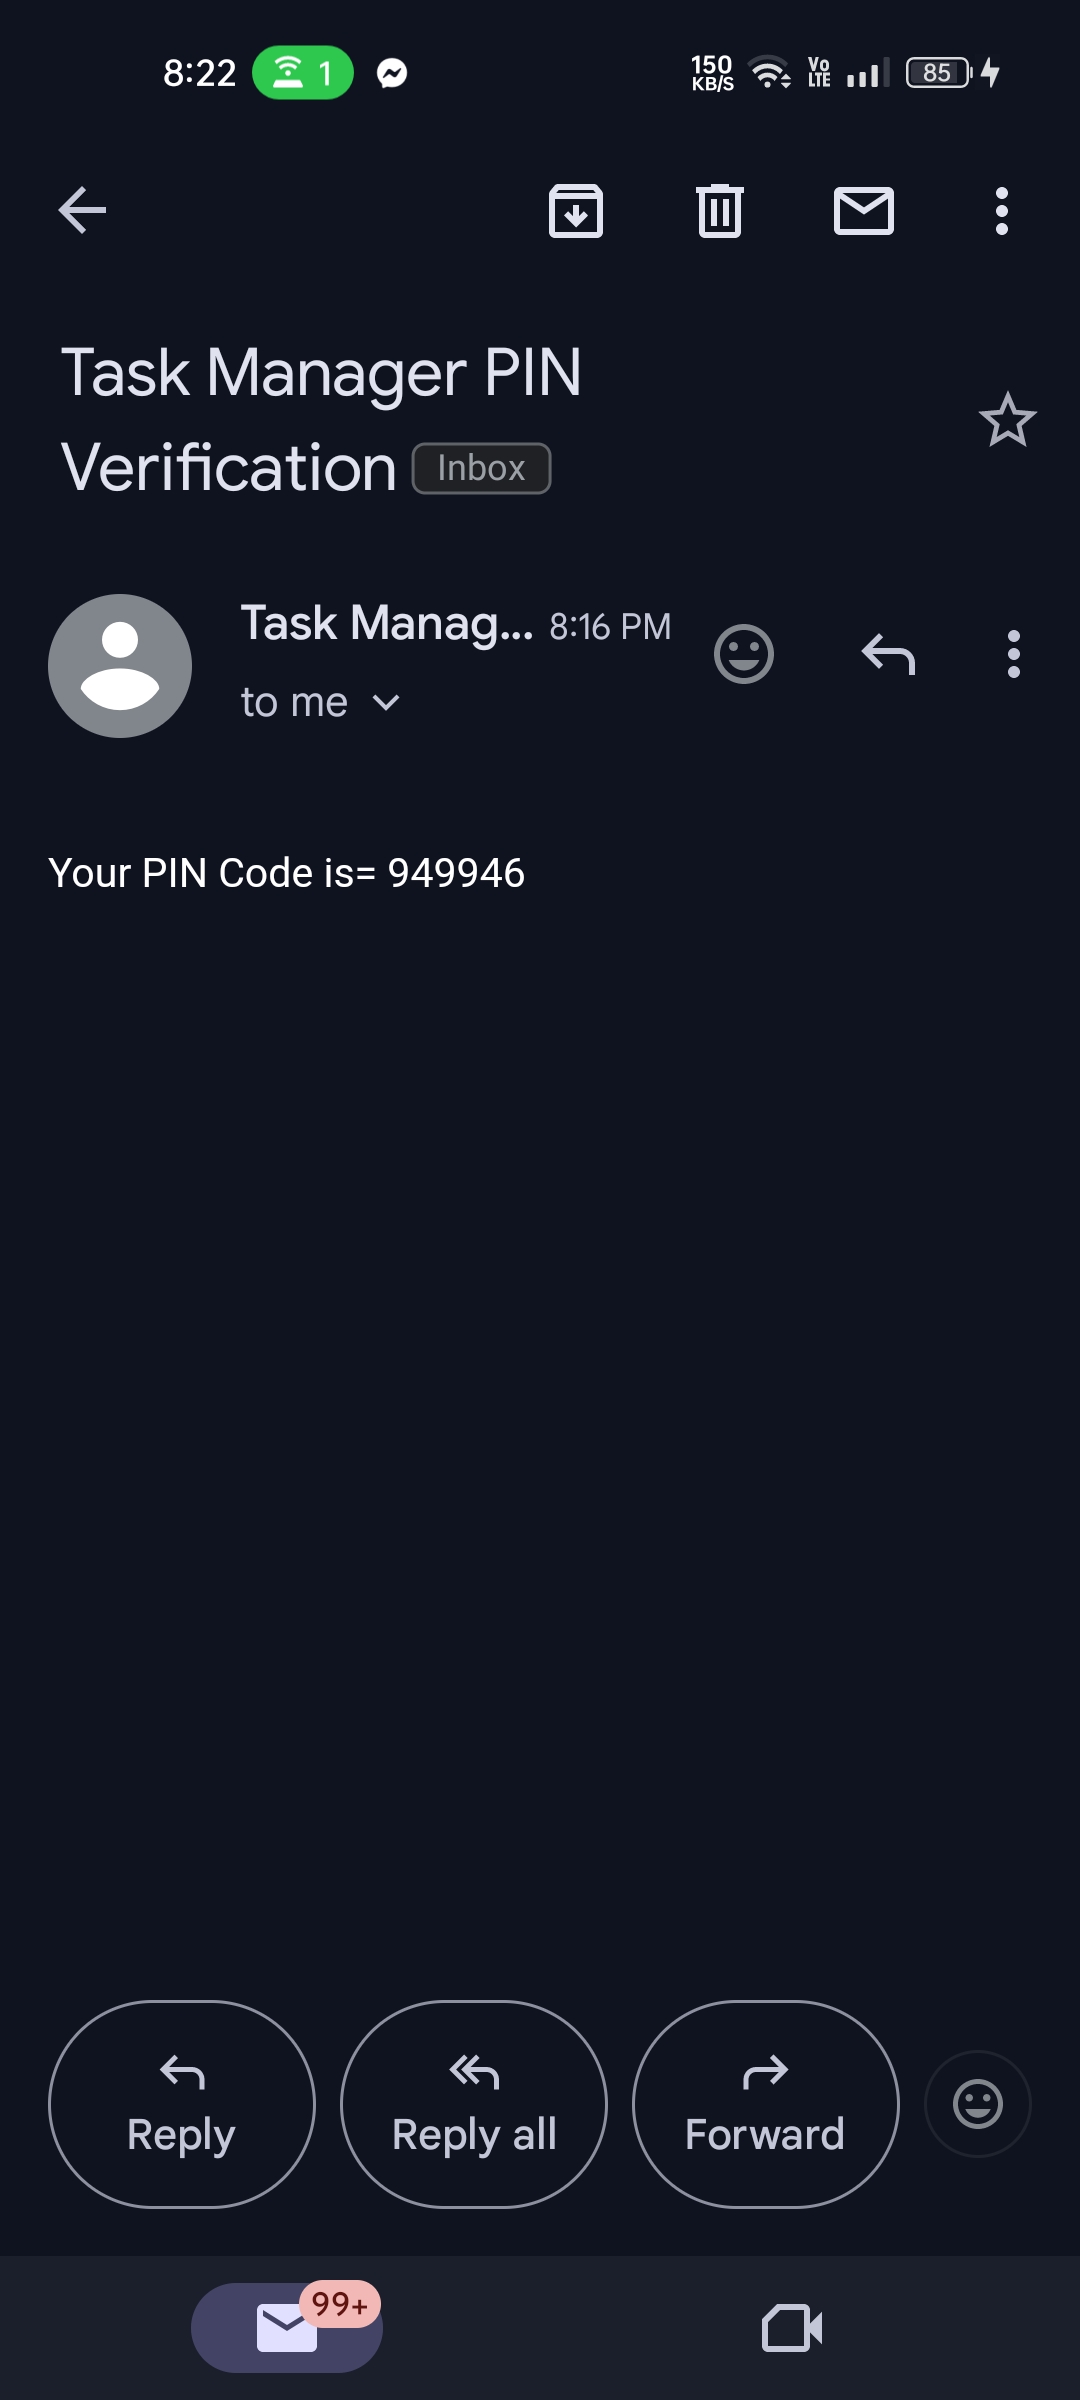 8:22 1 150 KB/S Vo LTE 85
Task Manager PIN
Verification Inbox
Task Manag... 8:16 PM
to me
Your PIN Code is= 949946
Reply Reply all Forward
99+